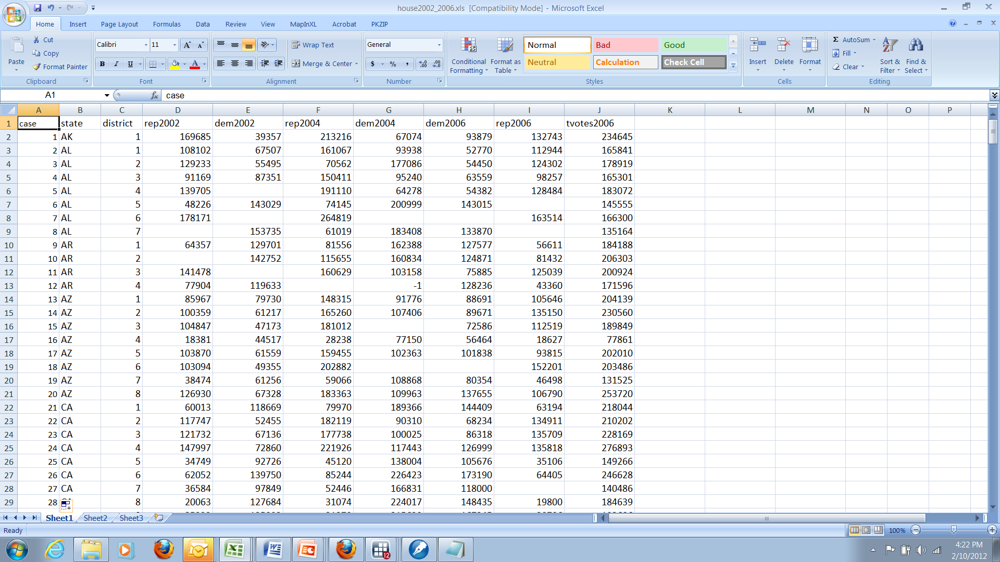 house2002_2006.xls [Compatibility Mode] - Microsoft Excel
Home Insert Page Layout Formulas Data Review View MapInXL Acrobat PKZIP
Paste Cut Copy Format Painter
Clipboard
Calibri 11
B I U A A A
Font
Wrap Text
Merge & Center
Alignment
General
$ % ,
Number
Conditional Formatting Format as Table
Normal Bad Good
Neutral Calculation Check Cell
Styles
Insert Delete Format
Cells
Σ AutoSum Fill Clear
Sort & Filter Find & Select
Editing
A1 fx case
A B C D E F G H I J K L M N O P
1 case state district rep2002 dem2002 rep2004 dem2004 dem2006 rep2006 tvotes2006
2 1 AK 1 169685 39357 213216 67074 93879 132743 234645
3 2 AL 1 108102 67507 161067 93938 52770 112944 165841
4 3 AL 2 129233 55495 70562 177086 54450 124302 178919
5 4 AL 3 91169 87351 150411 95240 63559 98257 165301
6 5 AL 4 139705 191110 64278 54382 128484 183072
7 6 AL 5 48226 143029 74145 200999 143015 145555
8 7 AL 6 178171 264819 163514 166300
9 8 AL 7 153735 61019 183408 133870 135164
10 9 AR 1 64357 129701 81556 162388 127577 56611 184188
11 10 AR 2 142752 115655 160834 124871 81432 206303
12 11 AR 3 141478 160629 103158 75885 125039 200924
13 12 AR 4 77904 119633 -1 128236 43360 171596
14 13 AZ 1 85967 79730 148315 91776 88691 105646 204139
15 14 AZ 2 100359 61217 165260 107406 89671 135150 230560
16 15 AZ 3 104847 47173 181012 72586 112519 189849
17 16 AZ 4 18381 44517 28238 77150 56464 18627 77861
18 17 AZ 5 103870 61559 159455 102363 101838 93815 202010
19 18 AZ 6 103094 49355 202882 152201 203486
20 19 AZ 7 38474 61256 59066 108868 80354 46498 131525
21 20 AZ 8 126930 67328 183363 109963 137655 106790 253720
22 21 CA 1 60013 118669 79970 189366 144409 63194 218044
23 22 CA 2 117747 52455 182119 90310 68234 134911 210202
24 23 CA 3 121732 67136 177738 100025 86318 135709 228169
25 24 CA 4 147997 72860 221926 117443 126999 135818 276893
26 25 CA 5 34749 92726 45120 138004 105676 35106 149266
27 26 CA 6 62052 139750 85244 226423 173190 64405 246628
28 27 CA 7 36584 97849 52446 166831 118000 140486
29 28 8 20063 127684 31074 224017 148435 19800 184639
Sheet1 Sheet2 Sheet3
Ready 100%
12
4:22 PM
2/10/2012